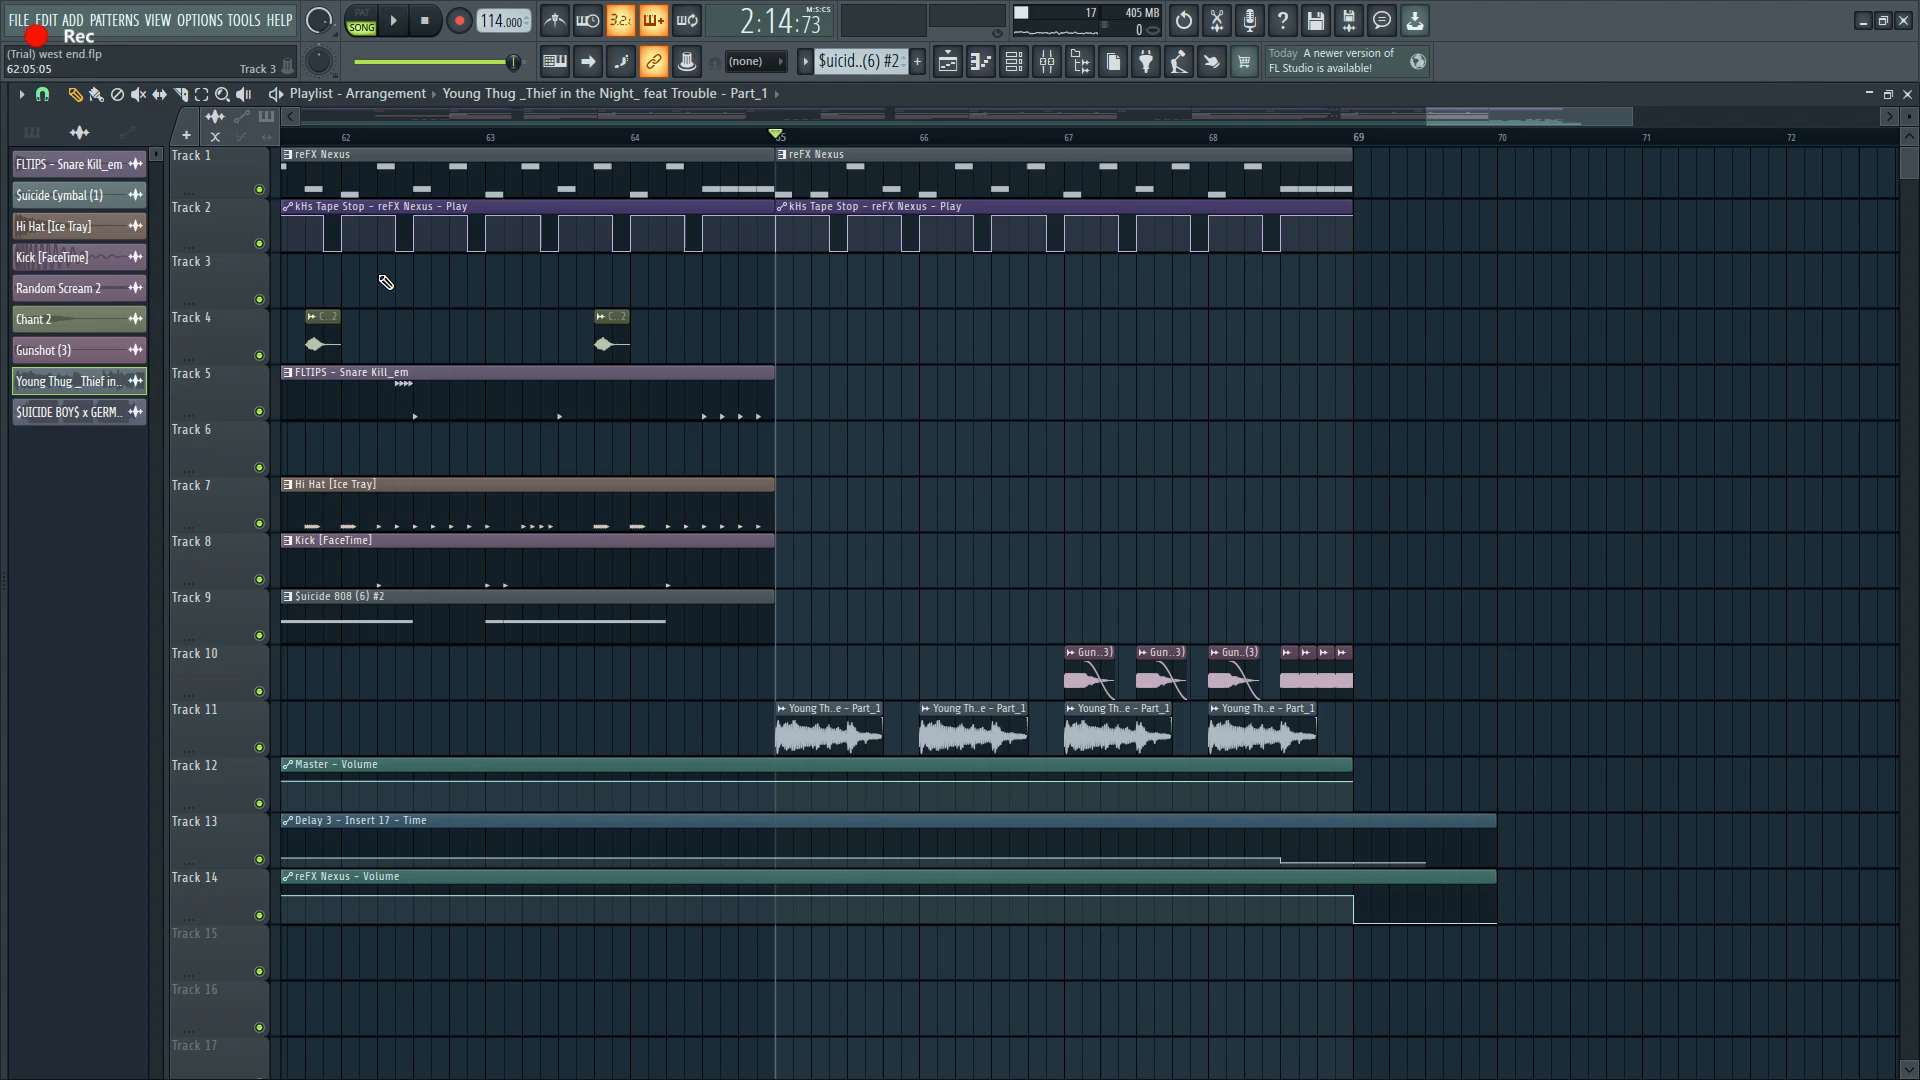 FILE EDIT ADD PATTERNS VIEW OPTIONS TOOLS HELP
Rec
(Trial) west end.flp
62:05:05
Track 3
PAT
SONG
114.000
3.2.
2:14:73
M:S:CS
17
405 MB
0
(none)
$uicid..(6) #2
Today A newer version of
FL Studio is available!
Playlist - Arrangement
Young Thug _Thief in the Night_ feat Trouble - Part_1
62
63
64
65
66
67
68
69
70
71
72
FLTIPS - Snare Kill_em
$uicide Cymbal (1)
Hi Hat [Ice Tray]
Kick [FaceTime]
Random Scream 2
Chant 2
Gunshot (3)
Young Thug _Thief in..
$UICIDE BOY$ x GERM..
Track 1
reFX Nexus
reFX Nexus
Track 2
kHs Tape Stop - reFX Nexus - Play
kHs Tape Stop - reFX Nexus - Play
Track 3
Track 4
C..2
C..2
Track 5
FLTIPS - Snare Kill_em
Track 6
Track 7
Hi Hat [Ice Tray]
Track 8
Kick [FaceTime]
Track 9
$uicide 808 (6) #2
Track 10
Gun..3)
Gun..3)
Gun..(3)
Track 11
Young Th..e - Part_1
Young Th..e - Part_1
Young Th..e - Part_1
Young Th..e - Part_1
Track 12
Master - Volume
Track 13
Delay 3 - Insert 17 - Time
Track 14
reFX Nexus - Volume
Track 15
Track 16
Track 17